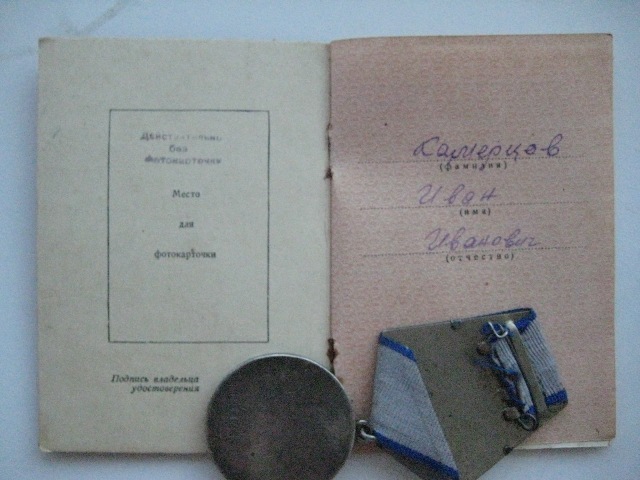 Действительно
без
фотокарточки
Место
для
фотокарточки
Подпись владельца
удостоверения
Камерцов
(фамилия)
Иван
(имя)
Иванович
(отчество)